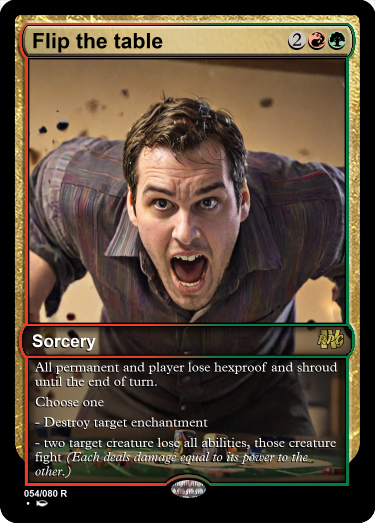 Flip the table 2
Sorcery
All permanent and player lose hexproof and shroud
until the end of turn.
Choose one
- Destroy target enchantment
- two target creature lose all abilities, those creature
fight (Each deals damage equal to its power to the
other.)
054/080 R